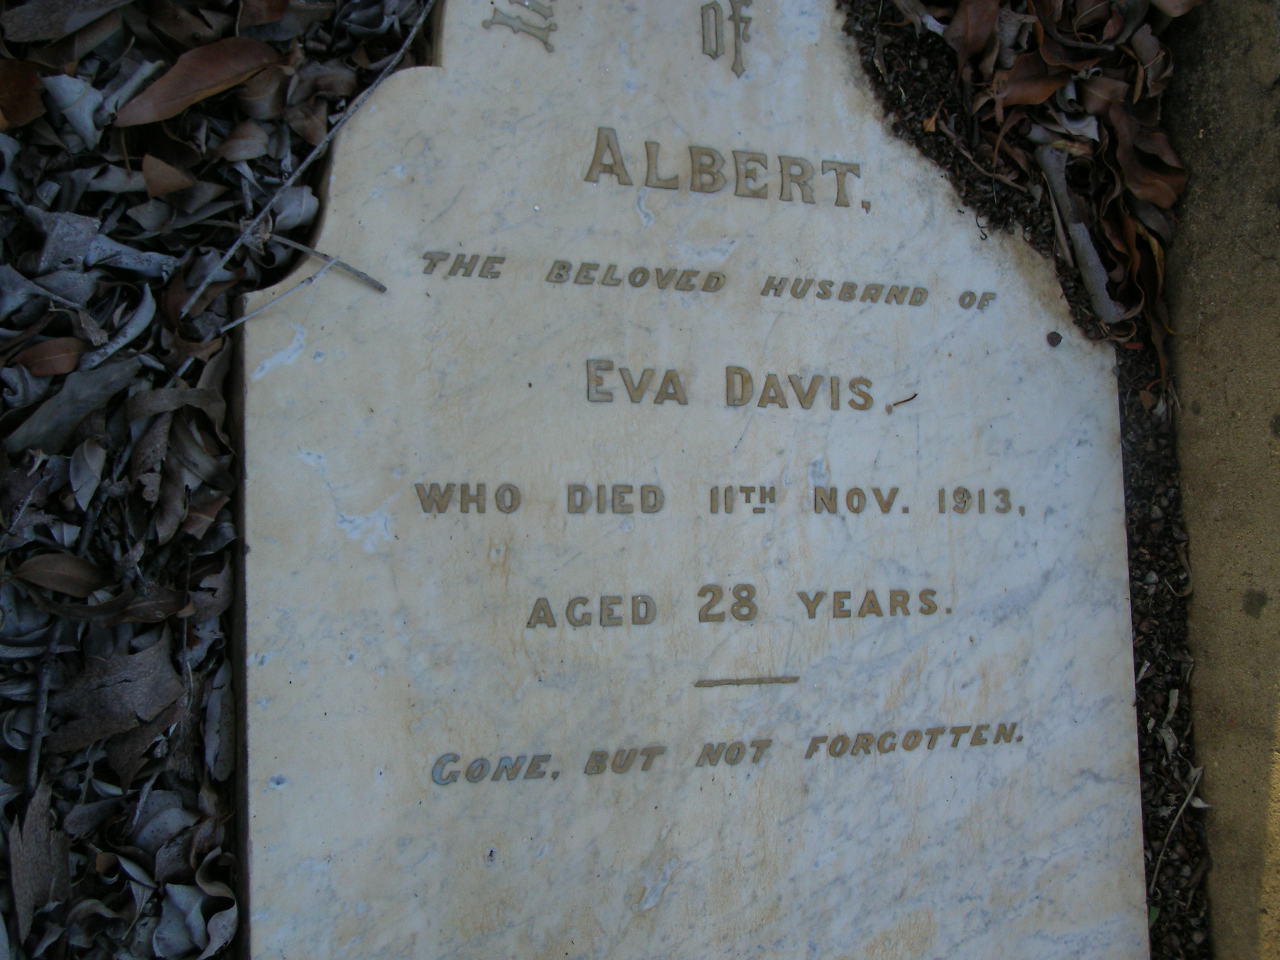 OF
ALBERT,
THE BELOVED HUSBAND OF
EVA DAVIS,
WHO DIED 11TH NOV. 1913,
AGED 28 YEARS.
GONE, BUT NOT FORGOTTEN.